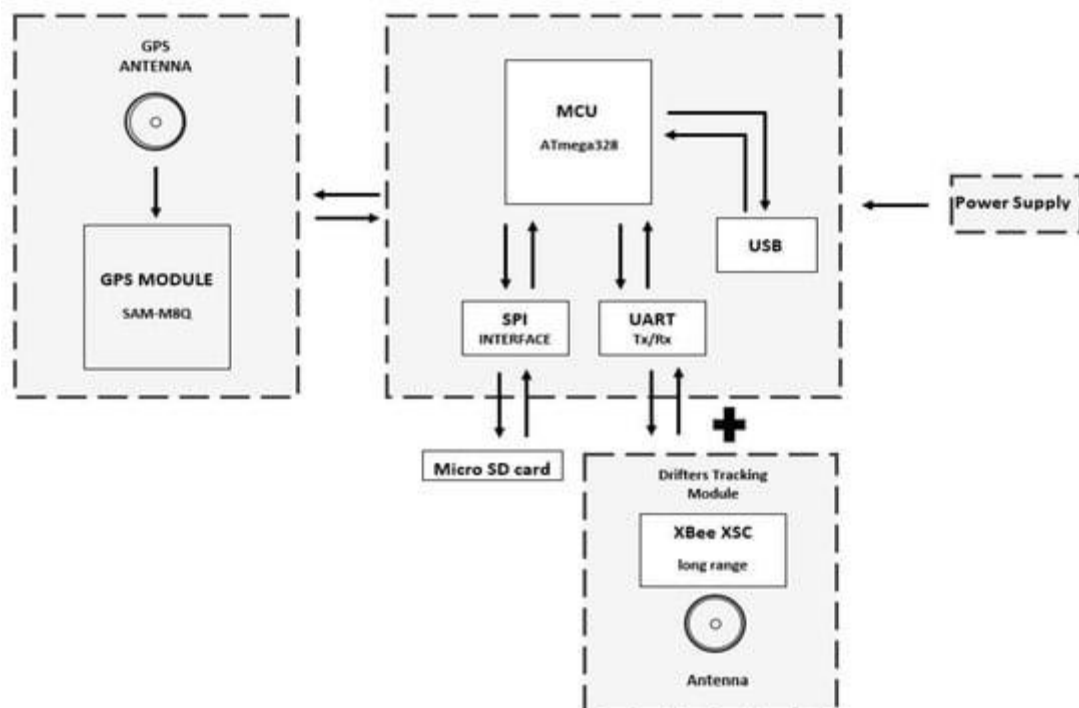 GPS
ANTENNA
GPS MODULE
SAM-M8Q
MCU
ATmega328
USB
SPI
INTERFACE
UART
Tx/Rx
Power Supply
Micro SD card
Drifters Tracking
Module
XBee XSC
long range
Antenna